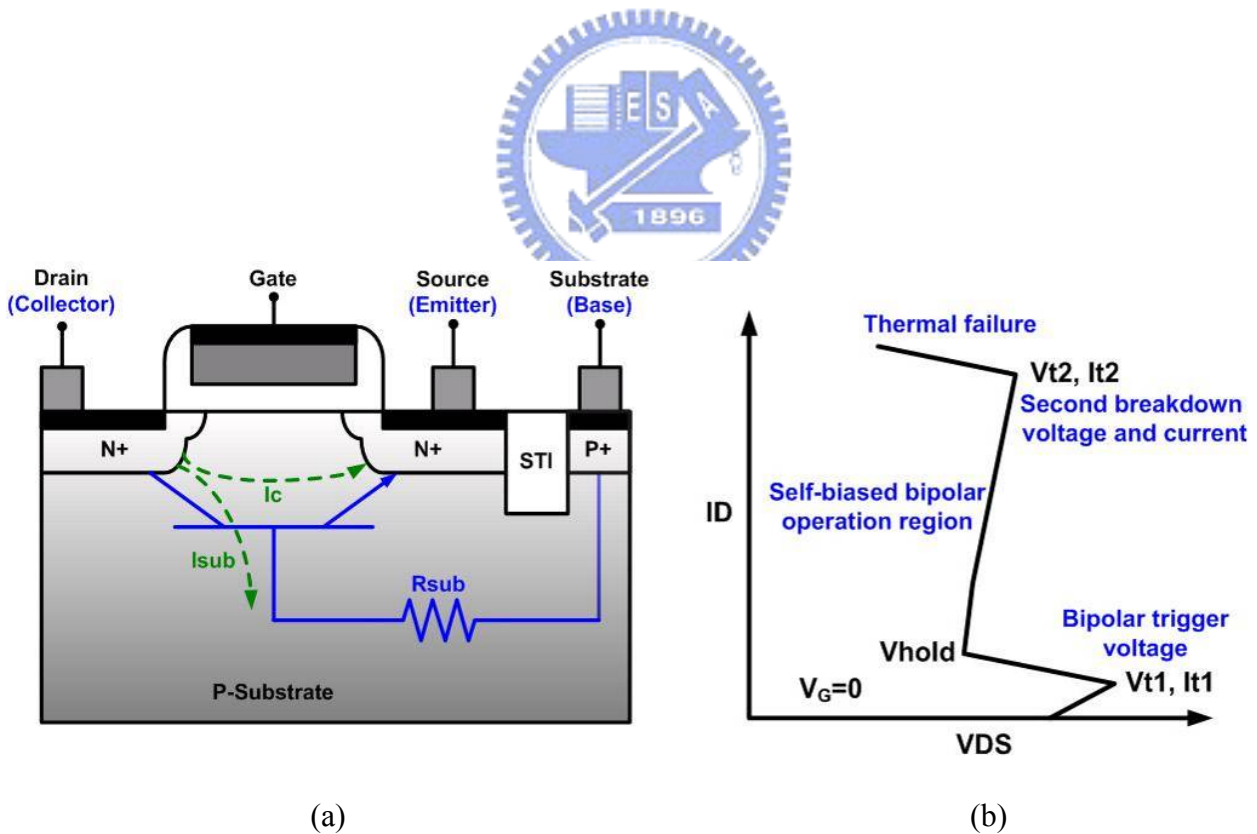 E S A
1896
Drain
(Collector)
Gate
Source
(Emitter)
Substrate
(Base)
N+
N+
STI
P+
Ic
Isub
Rsub
P-Substrate
Thermal failure
Vt2, It2
Second breakdown
voltage and current
Self-biased bipolar
operation region
ID
Bipolar trigger
voltage
Vhold
Vt1, It1
VG=0
VDS
(a)
(b)